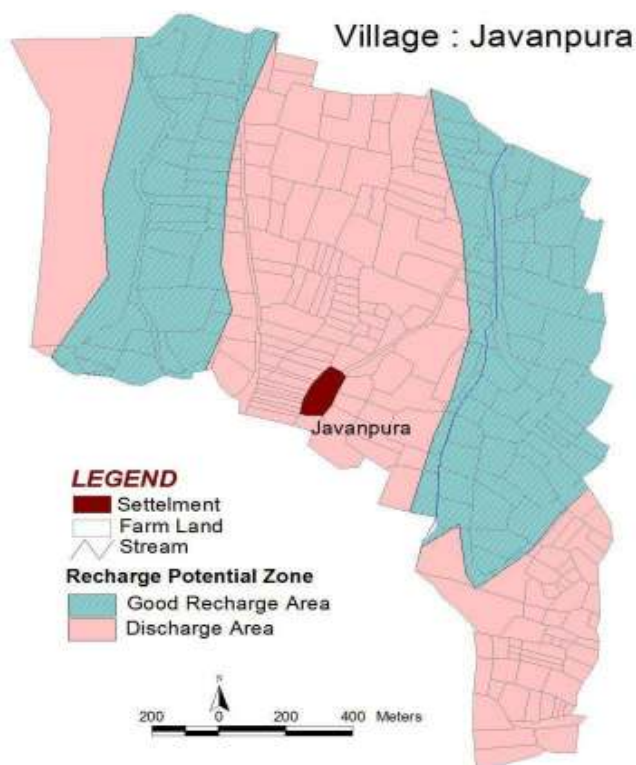 Village : Javanpura
Javanpura
LEGEND
Settelment
Farm Land
Stream
Recharge Potential Zone
Good Recharge Area
Discharge Area
N
200 0 200 400 Meters